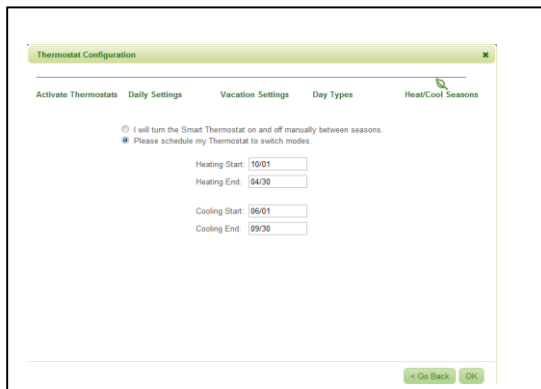 Thermostat Configuration
Activate Thermostats Daily Settings Vacation Settings Day Types Heat/Cool Seasons
I will turn the Smart Thermostat on and off manually between seasons.
Please schedule my Thermostat to switch modes.
Heating Start: 10/01
Heating End: 04/30
Cooling Start: 06/01
Cooling End: 09/30
< Go Back OK